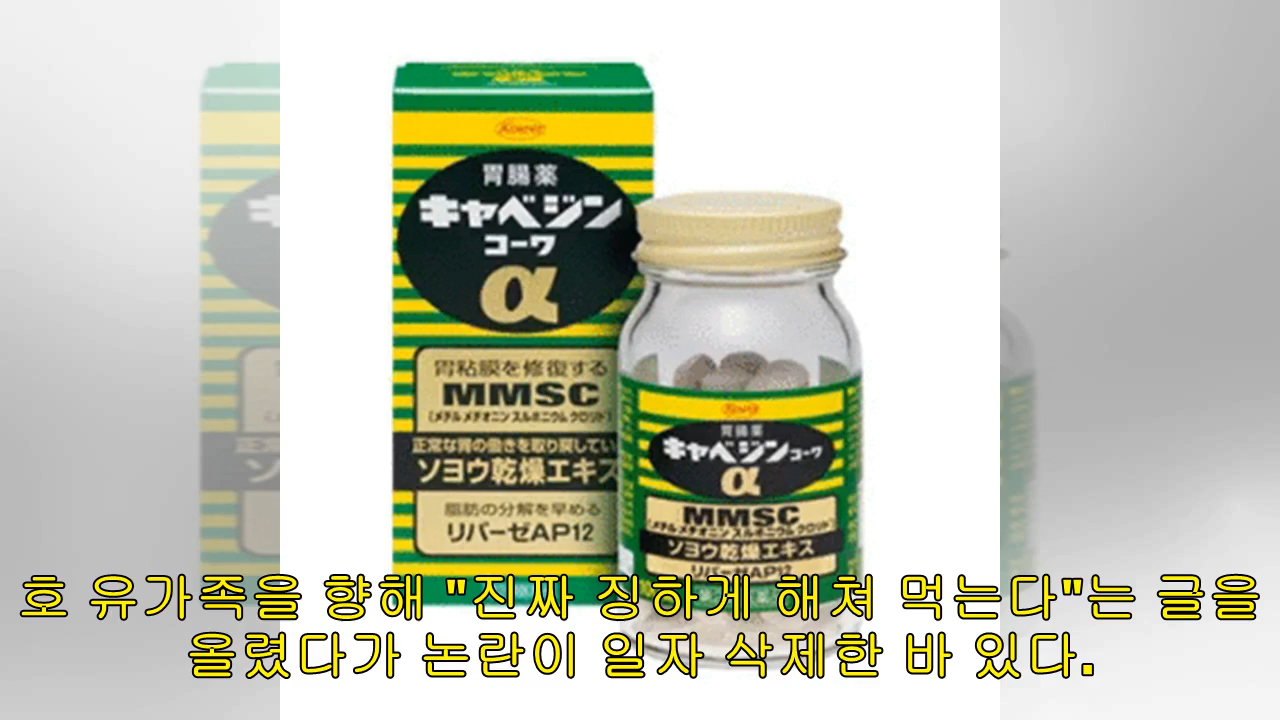 Kowa
胃腸薬
キャベジン
コーワ
α
胃粘膜を修復する
MMSC
(メチルメチオニンスルホニウムクロリド)
正常な胃の働きを取り戻してい
ソヨウ乾燥エキス
脂肪の分解を早める
リパーゼAP12
Kowa
胃腸薬
キャベジンコーワ
α
MMSC
(メチルメチオニンスルホニウムクロリド)
ソヨウ乾燥エキス
リパーゼAP12
호 유가족을 향해 "진짜 징하게 해쳐 먹는다"는 글을
올렸다가 논란이 일자 삭제한 바 있다.